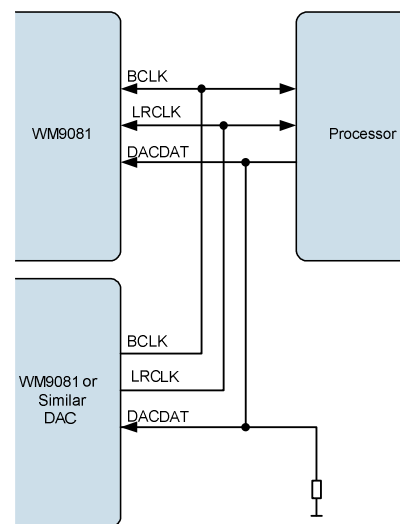 BCLK
LRCLK
WM9081
Processor
DACDAT
BCLK
LRCLK
WM9081 or
Similar
DAC
DACDAT